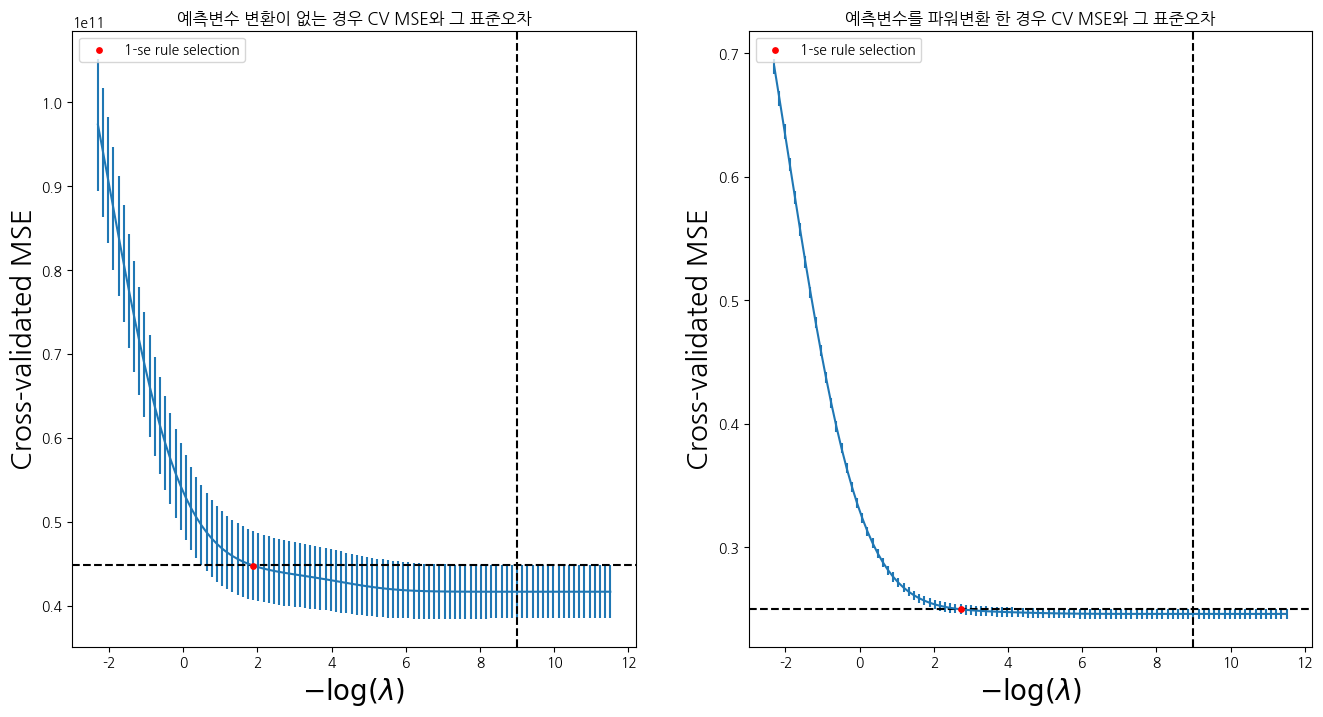 예측변수 변환이 없는 경우 CV MSE와 그 표준오차
1e11
1-se rule selection
1.0
0.9
0.8
0.7
0.6
0.5
0.4
Cross-validated MSE
-2 0 2 4 6 8 10 12
−log(λ)
예측변수를 파워변환 한 경우 CV MSE와 그 표준오차
1-se rule selection
0.7
0.6
0.5
0.4
0.3
Cross-validated MSE
-2 0 2 4 6 8 10 12
−log(λ)